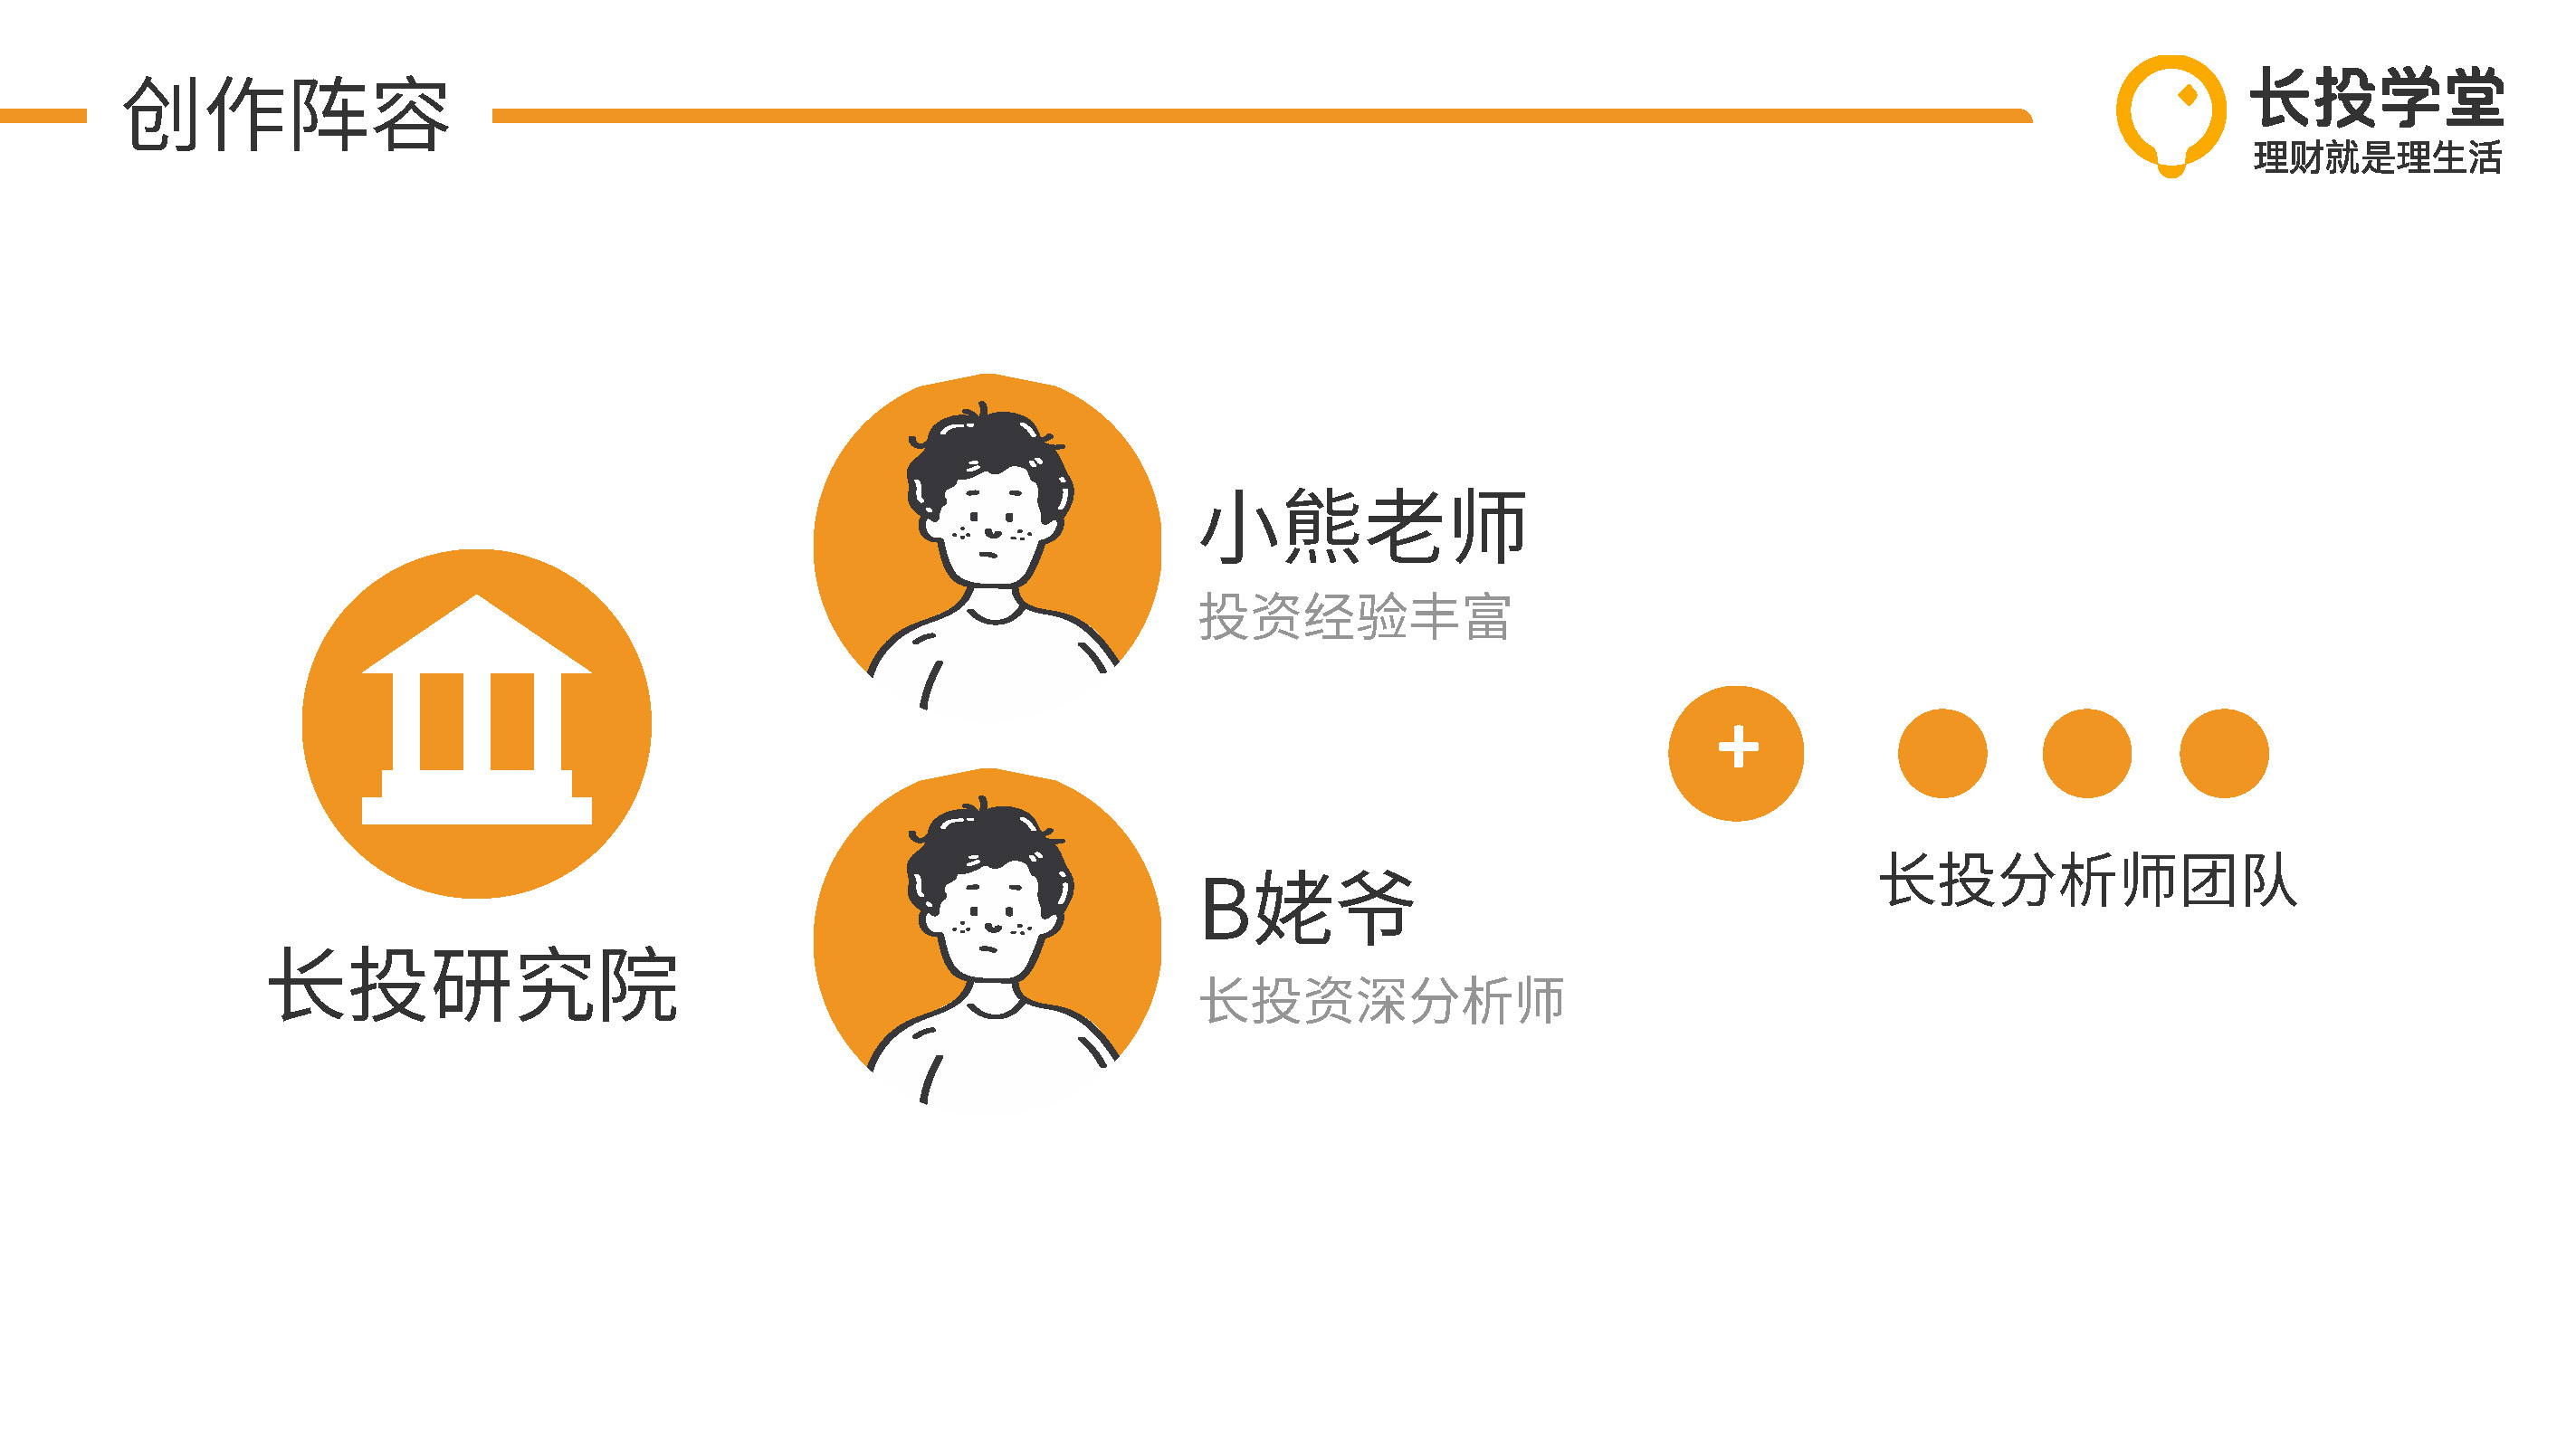 创作阵容
长投学堂
理财就是理生活
长投研究院
小熊老师
投资经验丰富
B姥爷
长投资深分析师
+
长投分析师团队